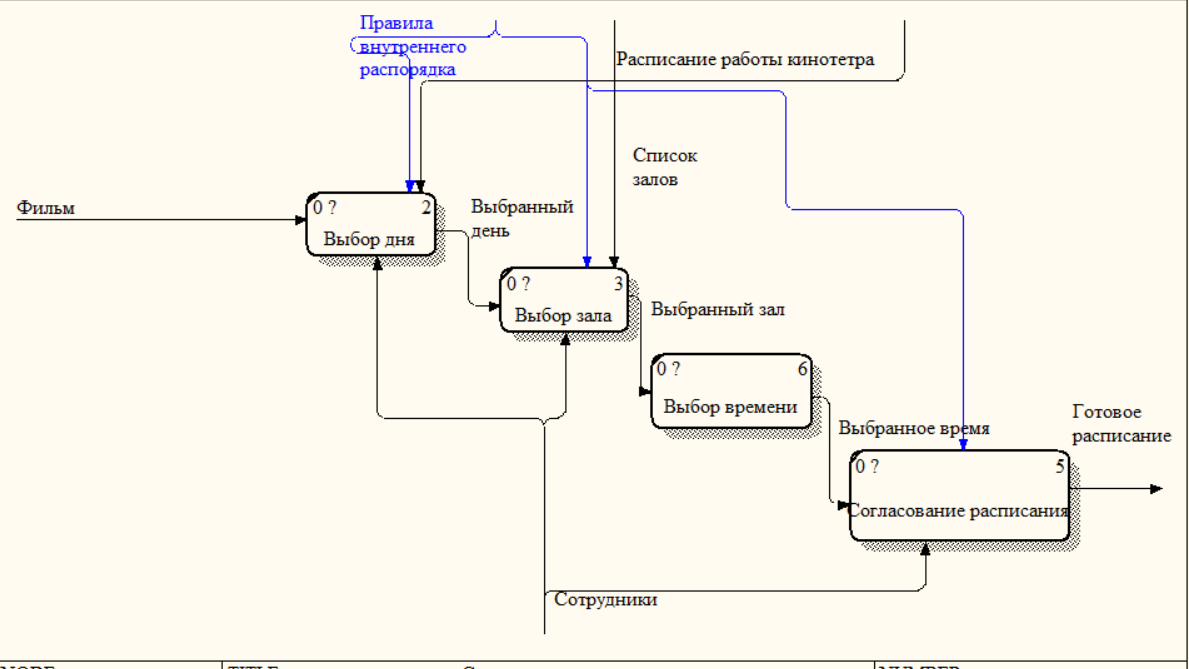 Правила
внутреннего
распорядка
Расписание работы кинотетра
Список
залов
Фильм
0 ?
2
Выбор дня
Выбранный
день
0 ?
3
Выбор зала
Выбранный зал
0 ?
6
Выбор времени
Выбранное время
Готовое
расписание
0 ?
5
Согласование расписания
Сотрудники